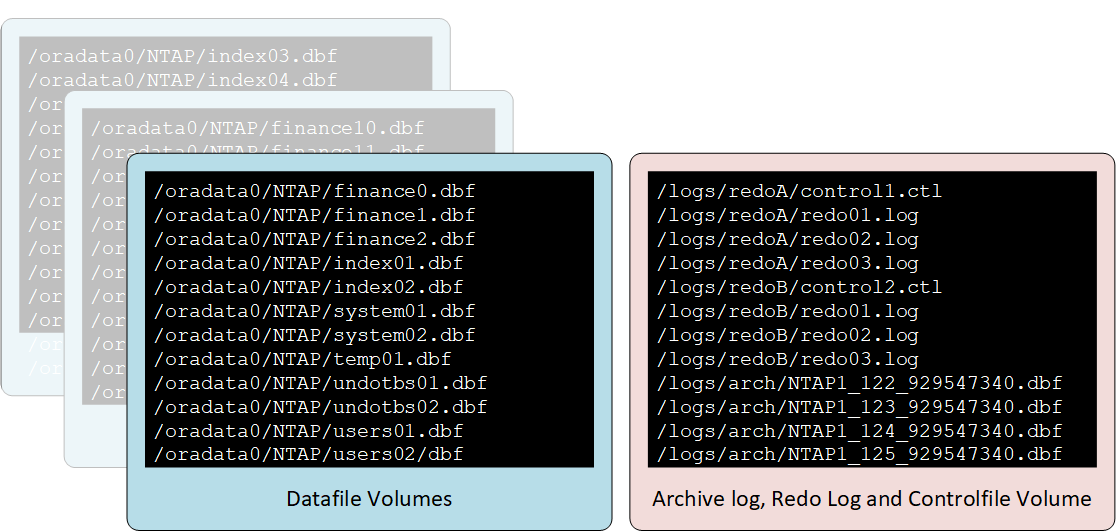 /oradata0/NTAP/index03.dbf
/oradata0/NTAP/index04.dbf
/or
/or
/or
/or
/or
/or
/or
/or
/or
/or
/or
/or
/oradata0/NTAP/finance10.dbf
/oradata0/NTAP/finance11.dbf
/or
/or
/or
/or
/or
/or
/or
/or
/or
/or
/oradata0/NTAP/finance0.dbf
/oradata0/NTAP/finance1.dbf
/oradata0/NTAP/finance2.dbf
/oradata0/NTAP/index01.dbf
/oradata0/NTAP/index02.dbf
/oradata0/NTAP/system01.dbf
/oradata0/NTAP/system02.dbf
/oradata0/NTAP/temp01.dbf
/oradata0/NTAP/undotbs01.dbf
/oradata0/NTAP/undotbs02.dbf
/oradata0/NTAP/users01.dbf
/oradata0/NTAP/users02/dbf
Datafile Volumes
/logs/redoA/control1.ctl
/logs/redoA/redo01.log
/logs/redoA/redo02.log
/logs/redoA/redo03.log
/logs/redoB/control2.ctl
/logs/redoB/redo01.log
/logs/redoB/redo02.log
/logs/redoB/redo03.log
/logs/arch/NTAP1_122_929547340.dbf
/logs/arch/NTAP1_123_929547340.dbf
/logs/arch/NTAP1_124_929547340.dbf
/logs/arch/NTAP1_125_929547340.dbf
Archive log, Redo Log and Controlfile Volume